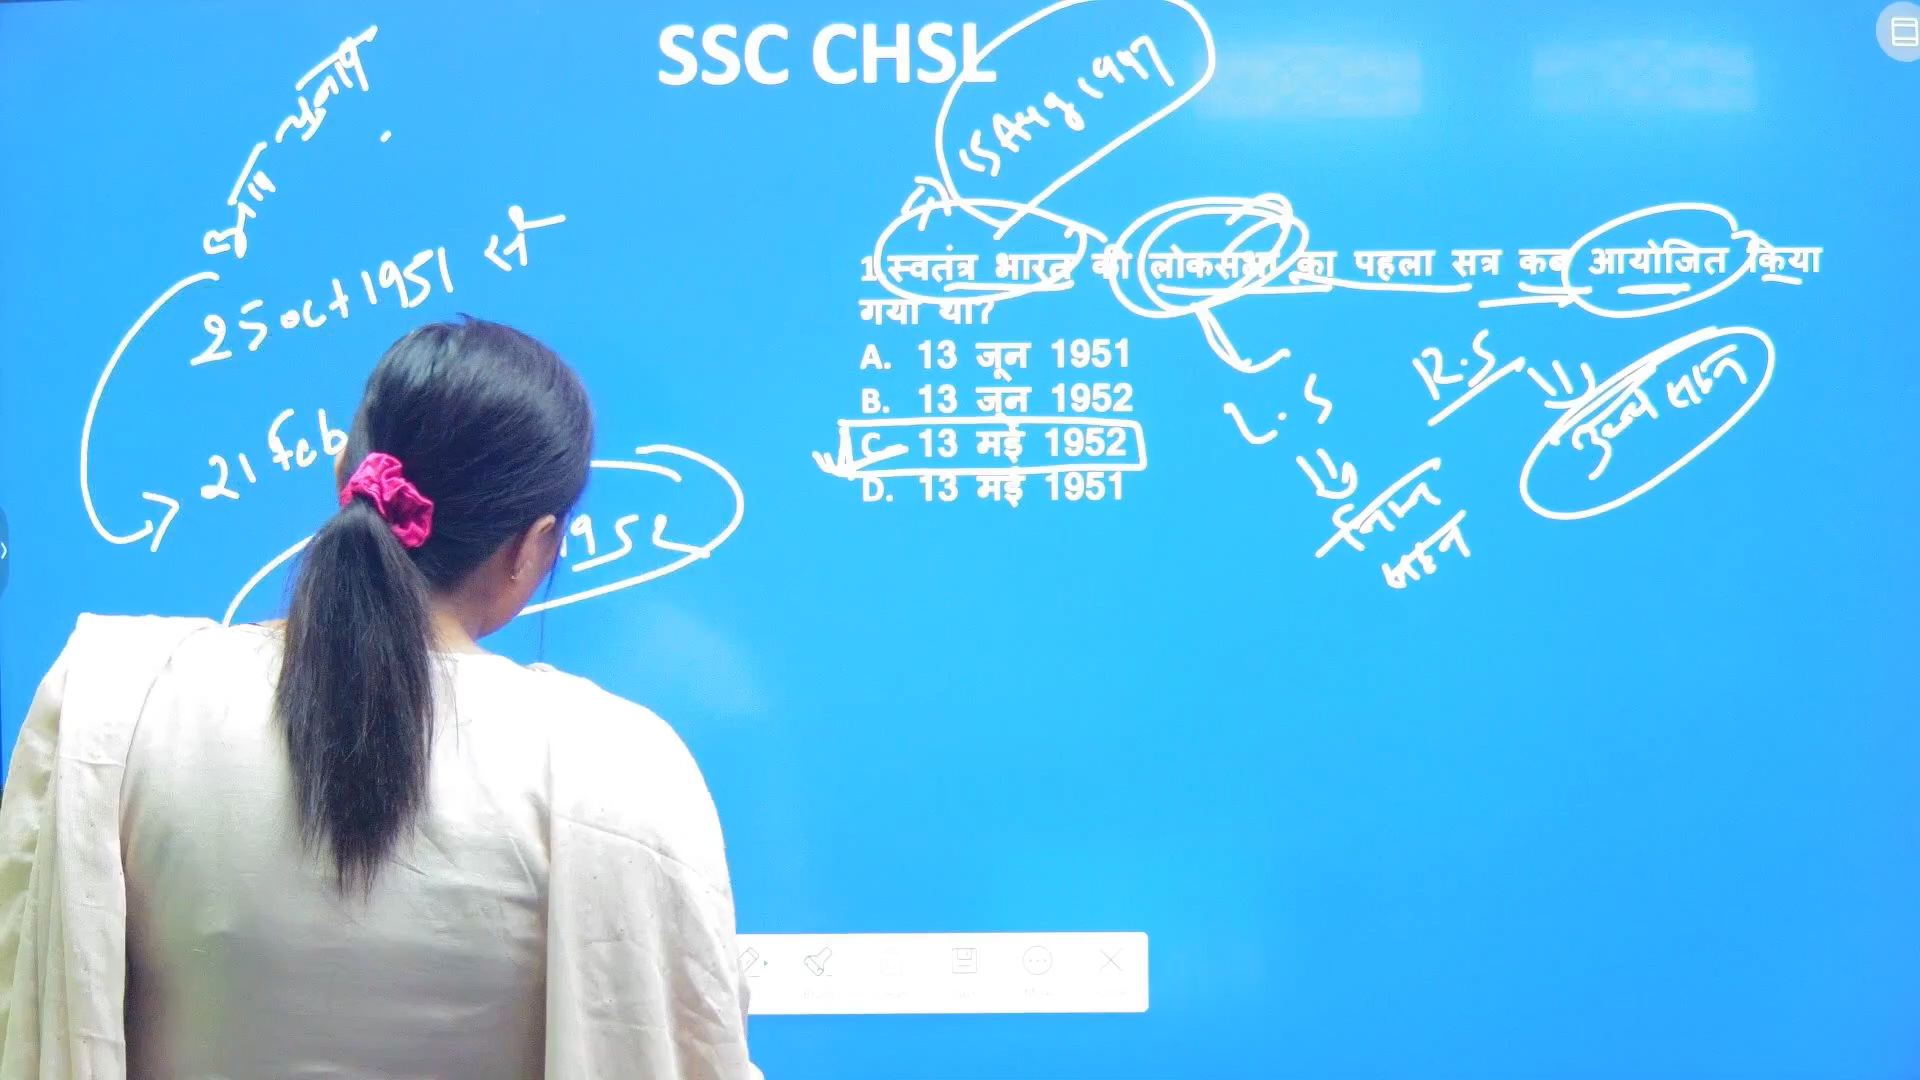 SSC CHSL
15 Aug 1947
1 स्वतंत्र भारत की लोकसभा का पहला सत्र कब आयोजित किया
गया था?
A. 13 जून 1951
B. 13 जून 1952
C. 13 मई 1952
D. 13 मई 1951
चुनाव
25 oct 1951 से
21 Feb
1952
L.S
निम्न
सदन
R.S
उच्च सदन